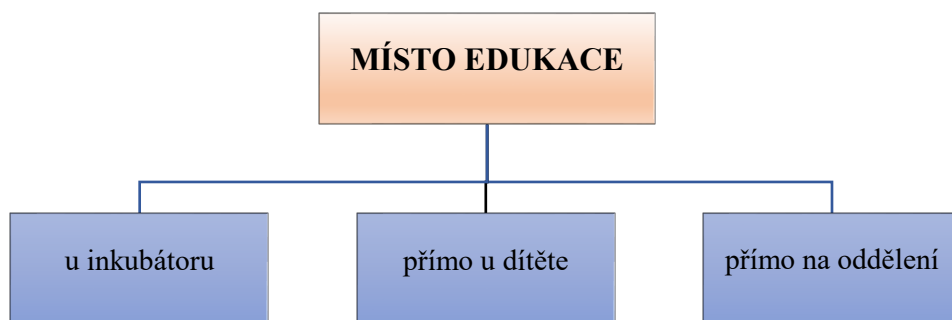 MÍSTO EDUKACE
u inkubátoru
přímo u dítěte
přímo na oddělení